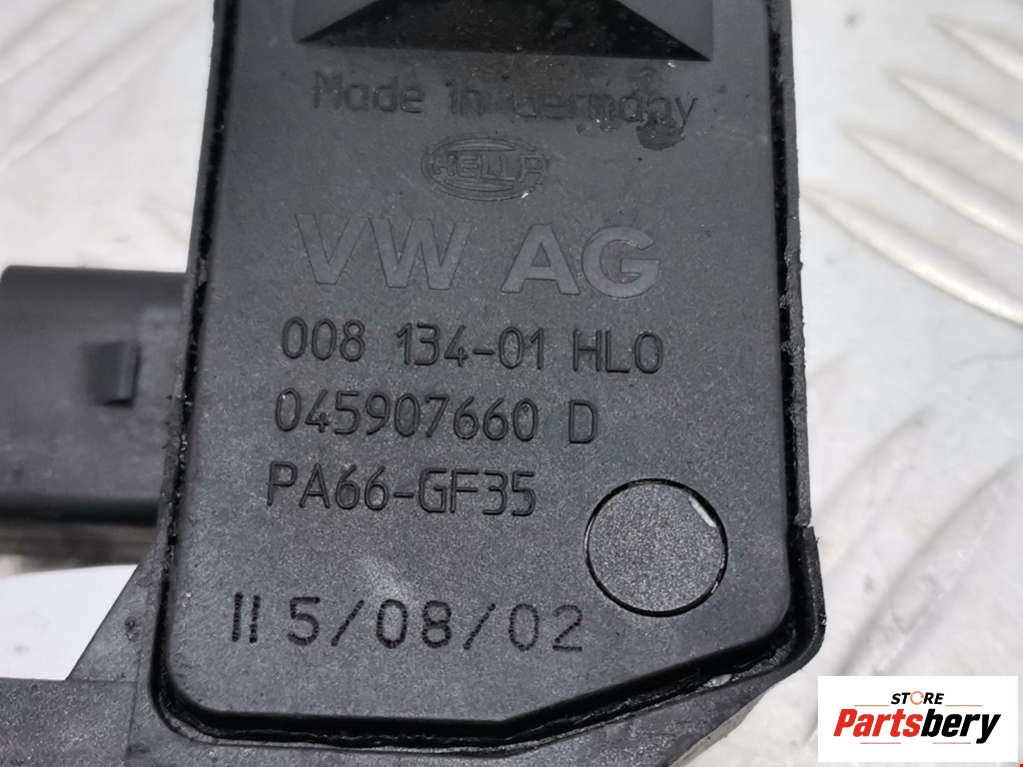 Made in Germany
HELLA
VW AG
008 134-01 HL0
045907660 D
PA66-GF35
II 5/08/02
STORE
Partsbery